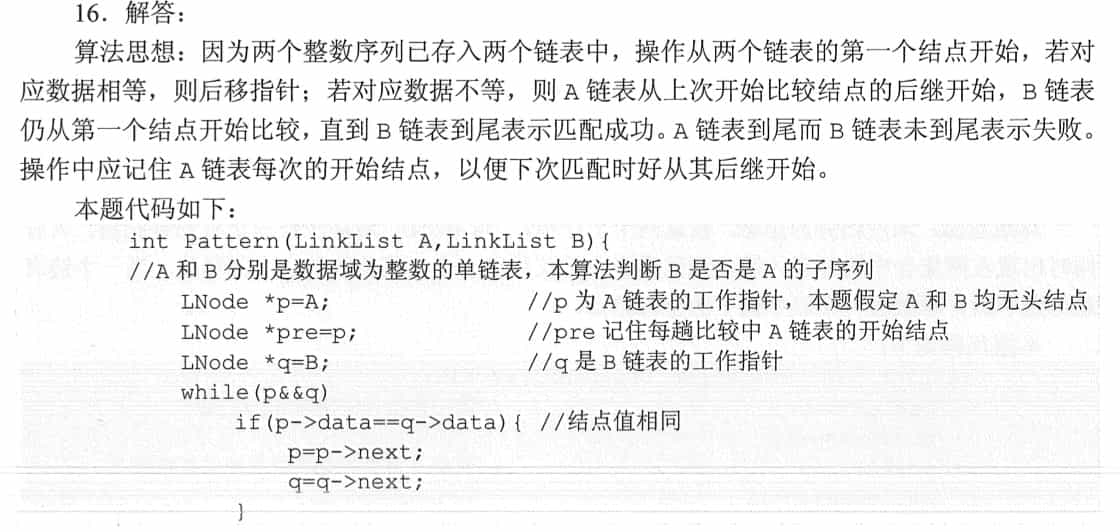 16．解答：
算法思想：因为两个整数序列已存入两个链表中，操作从两个链表的第一个结点开始，若对
应数据相等，则后移指针；若对应数据不等，则 A 链表从上次开始比较结点的后继开始，B 链表
仍从第一个结点开始比较，直到 B 链表到尾表示匹配成功。A 链表到尾而 B 链表未到尾表示失败。
操作中应记住 A 链表每次的开始结点，以便下次匹配时好从其后继开始。
本题代码如下：
int Pattern(LinkList A,LinkList B){
//A 和 B 分别是数据域为整数的单链表，本算法判断 B 是否是 A 的子序列
LNode *p=A; //p 为 A 链表的工作指针，本题假定 A 和 B 均无头结点
LNode *pre=p; //pre 记住每趟比较中 A 链表的开始结点
LNode *q=B; //q 是 B 链表的工作指针
while(p&&q)
if(p->data==q->data){ //结点值相同
p=p->next;
q=q->next;
}